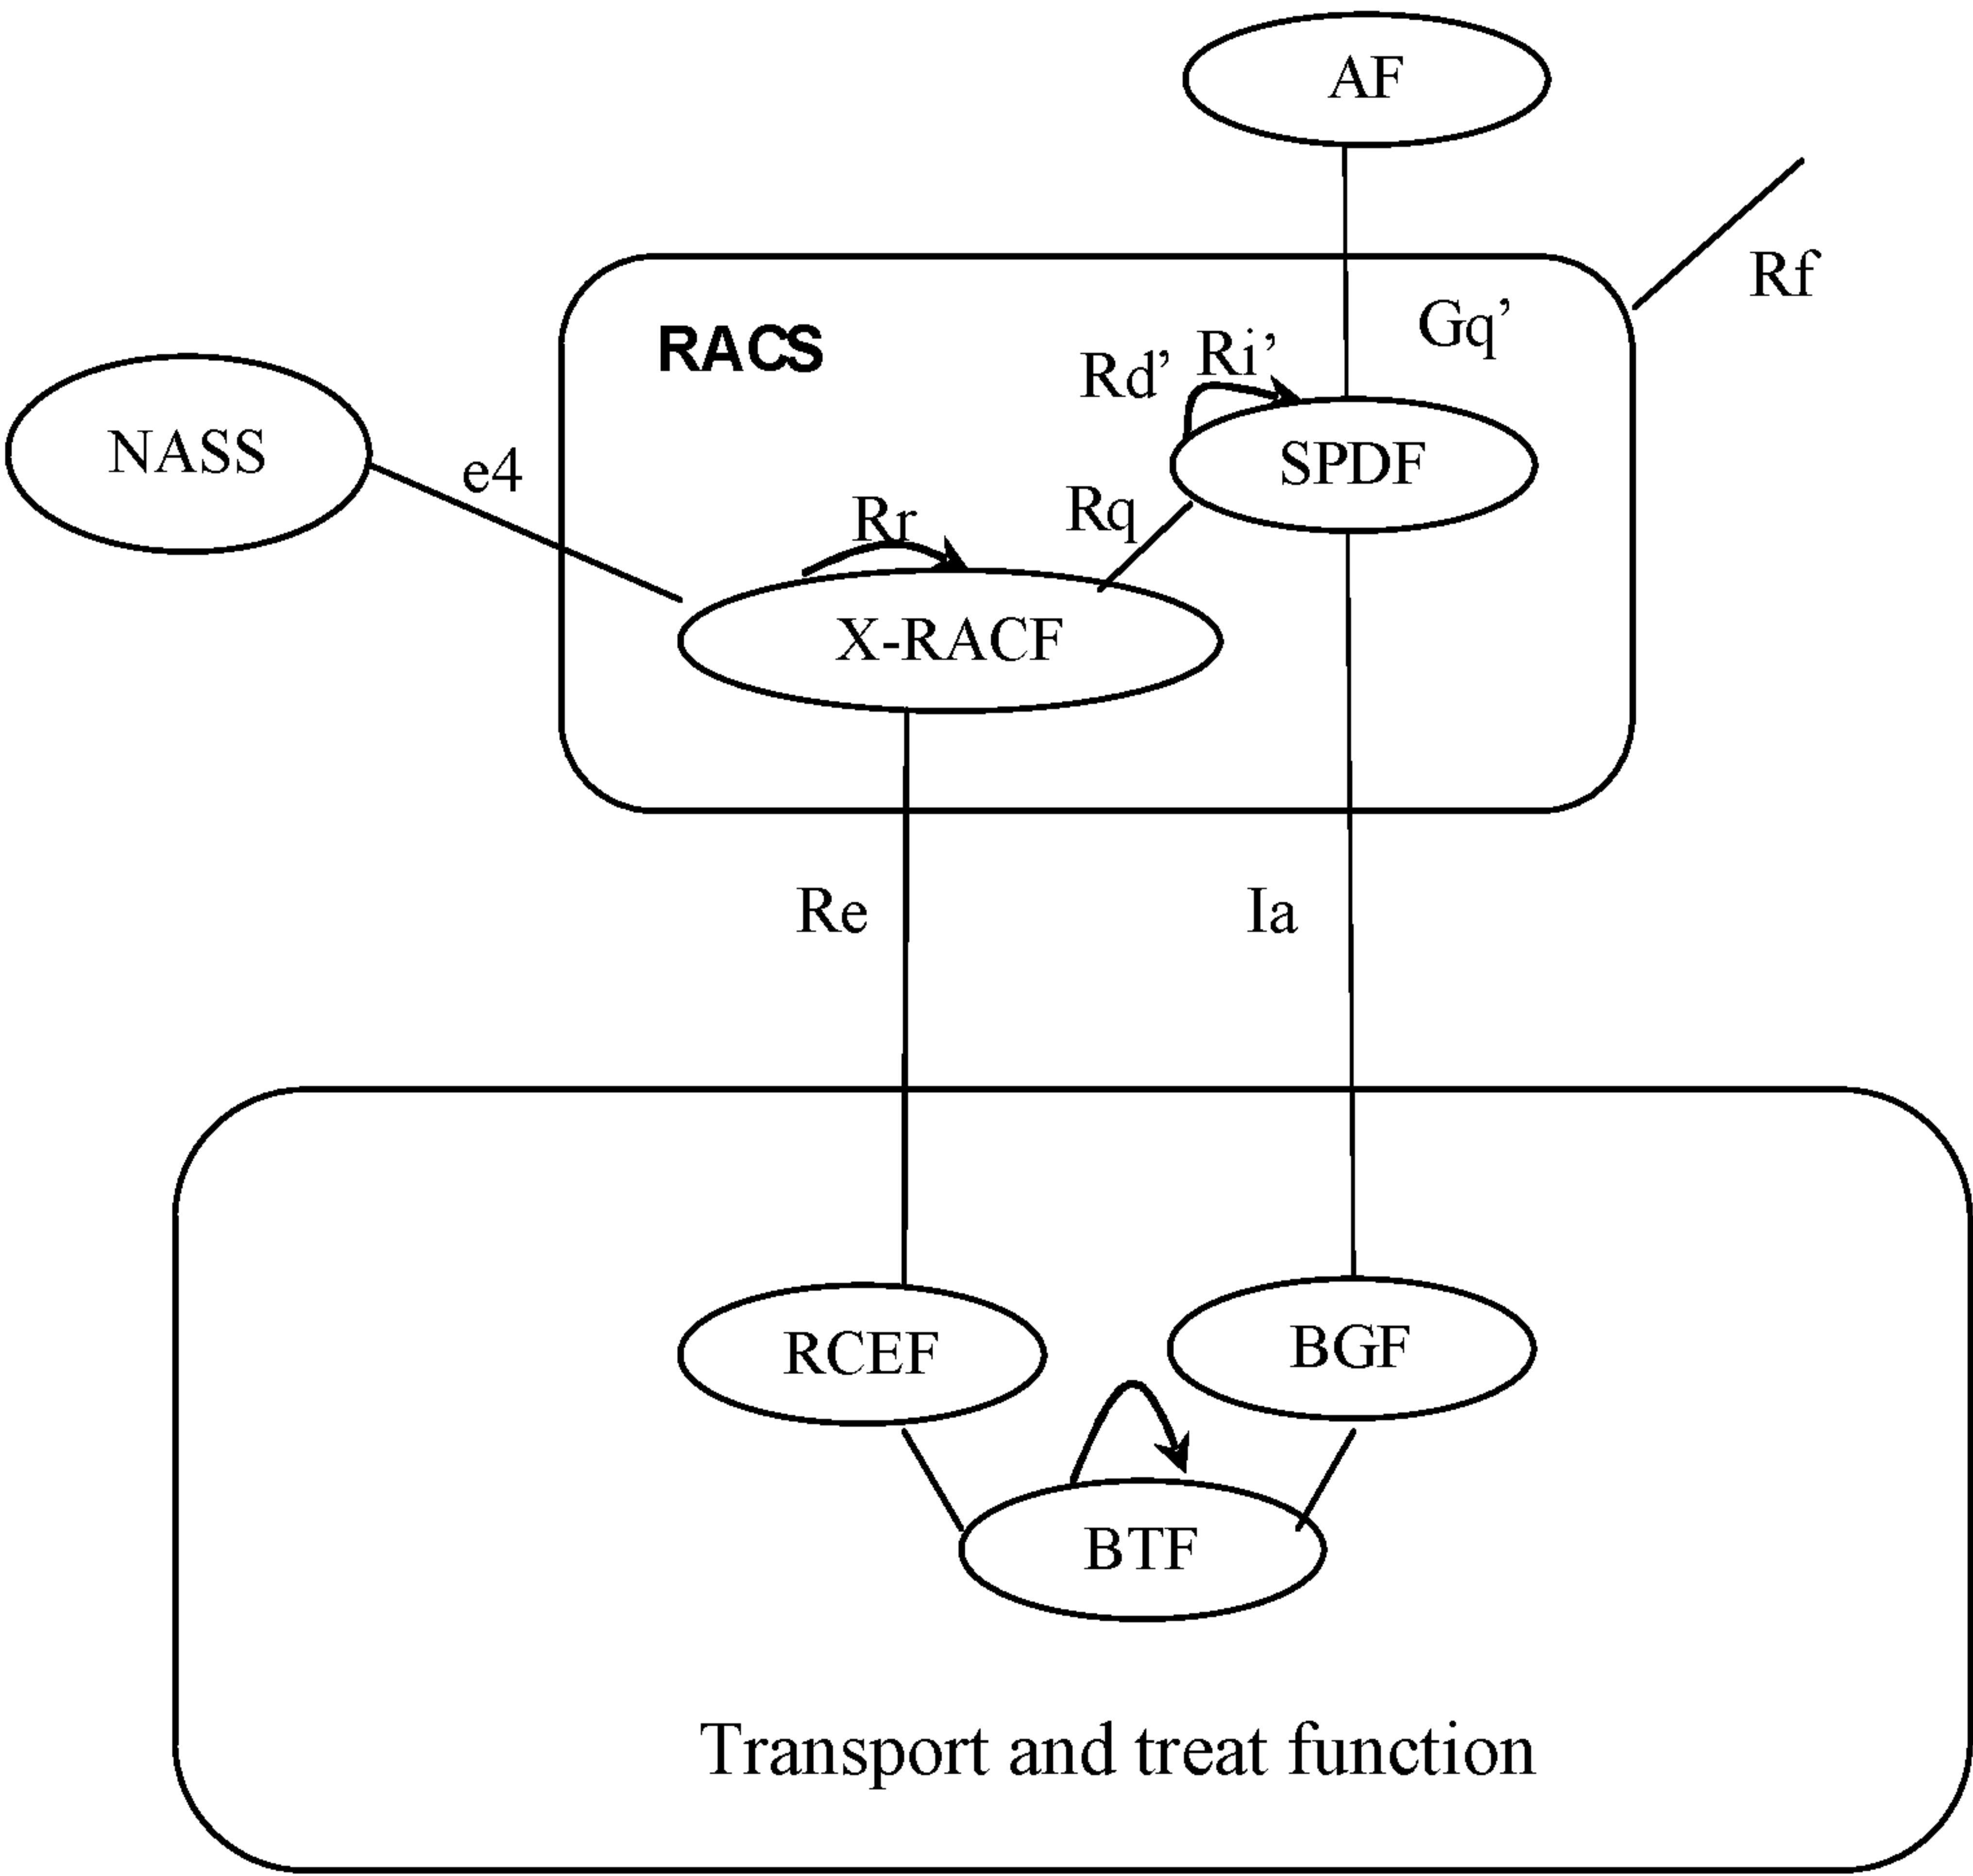 AF
Rf
Gq’
RACS
Rd’
Ri’
NASS
e4
SPDF
Rr
Rq
X-RACF
Re
Ia
RCEF
BGF
BTF
Transport and treat function